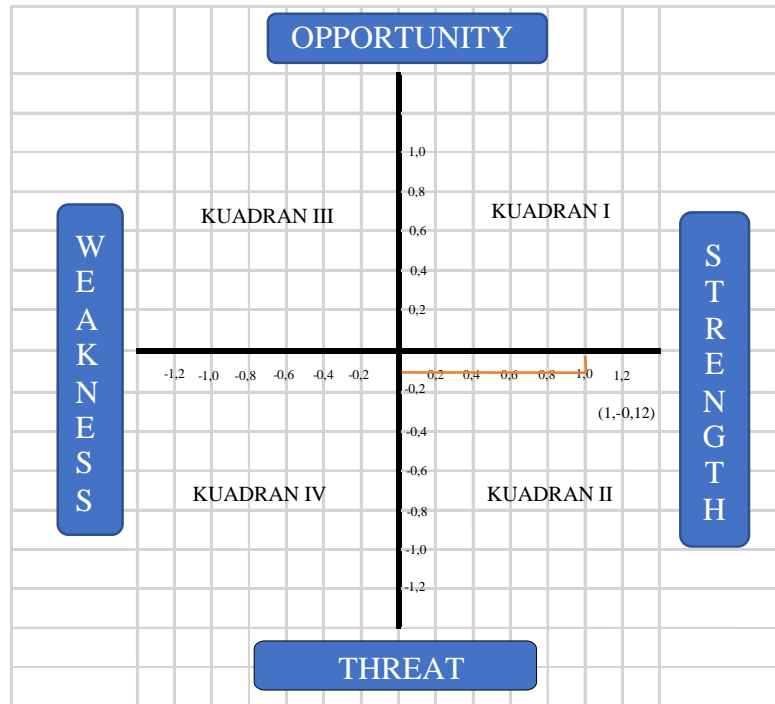 OPPORTUNITY
1,0
0,8
KUADRAN III
KUADRAN I
0,6
0,4
0,2
WEAKNESS
STRENGTH
-1,2 -1,0 -0,8 -0,6 -0,4 -0,2 0,2 0,4 0,6 0,8 1,0 1,2
-0,2
(1,-0,12)
-0,4
-0,6
KUADRAN IV
KUADRAN II
-0,8
-1,0
-1,2
THREAT